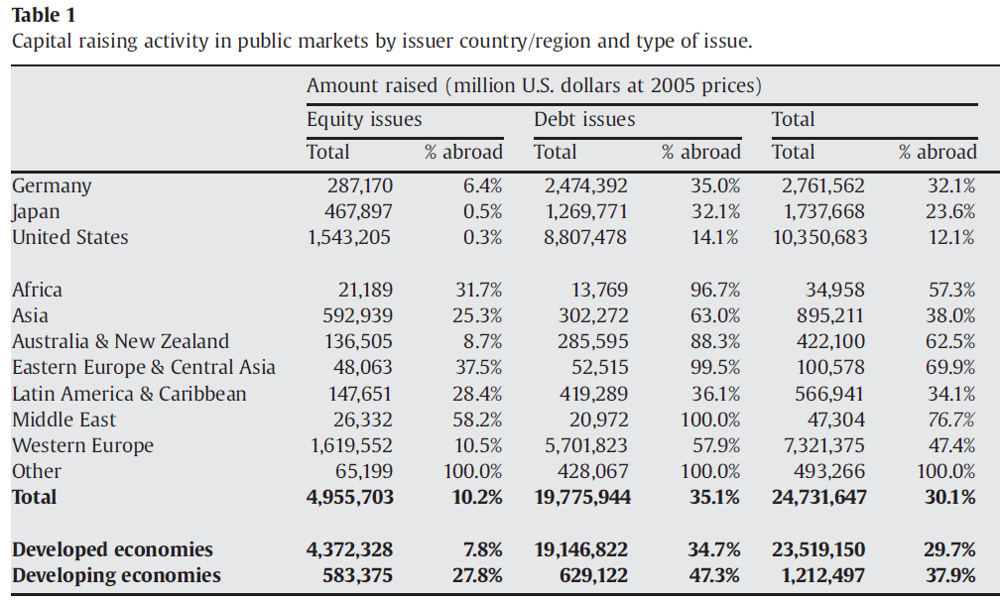 Table 1
Capital raising activity in public markets by issuer country/region and type of issue.
Amount raised (million U.S. dollars at 2005 prices)
Equity issues Debt issues Total
Total % abroad Total % abroad Total % abroad
Germany 287,170 6.4% 2,474,392 35.0% 2,761,562 32.1%
Japan 467,897 0.5% 1,269,771 32.1% 1,737,668 23.6%
United States 1,543,205 0.3% 8,807,478 14.1% 10,350,683 12.1%
Africa 21,189 31.7% 13,769 96.7% 34,958 57.3%
Asia 592,939 25.3% 302,272 63.0% 895,211 38.0%
Australia & New Zealand 136,505 8.7% 285,595 88.3% 422,100 62.5%
Eastern Europe & Central Asia 48,063 37.5% 52,515 99.5% 100,578 69.9%
Latin America & Caribbean 147,651 28.4% 419,289 36.1% 566,941 34.1%
Middle East 26,332 58.2% 20,972 100.0% 47,304 76.7%
Western Europe 1,619,552 10.5% 5,701,823 57.9% 7,321,375 47.4%
Other 65,199 100.0% 428,067 100.0% 493,266 100.0%
Total 4,955,703 10.2% 19,775,944 35.1% 24,731,647 30.1%
Developed economies 4,372,328 7.8% 19,146,822 34.7% 23,519,150 29.7%
Developing economies 583,375 27.8% 629,122 47.3% 1,212,497 37.9%